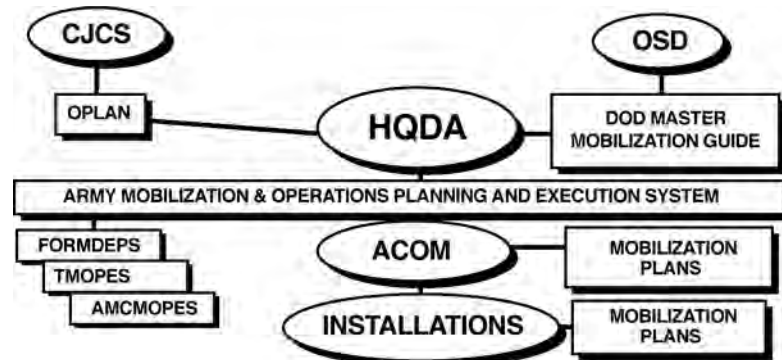 CJCS
OSD
OPLAN
HQDA
DOD MASTER
MOBILIZATION GUIDE
ARMY MOBILIZATION & OPERATIONS PLANNING AND EXECUTION SYSTEM
FORMDEPS
TMOPES
AMCMOPES
ACOM
MOBILIZATION
PLANS
INSTALLATIONS
MOBILIZATION
PLANS